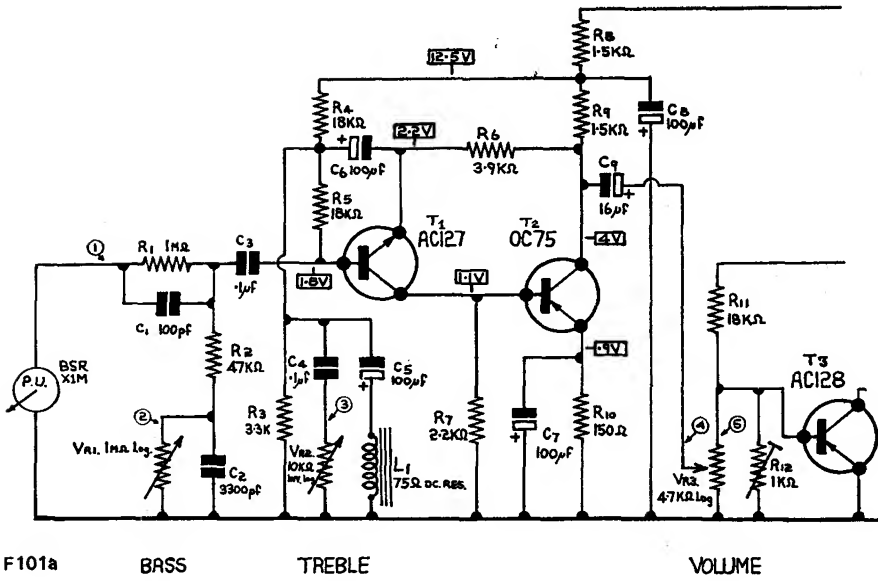 R8
1.5KΩ
12.5V
R4
18KΩ
2.2V
R6
3.9KΩ
R9
1.5KΩ
C8
100µf
+
C6 100µf
+
R5
18KΩ
C9
16µf
+
T1
AC127
T2
OC75
①
R1 1MΩ
C3
.1µf
1.8V
1.1V
4V
C1 100pf
R11
18KΩ
R2
47KΩ
C4
.1µf
C5
100µf
+
.9V
T3
AC128
P.U.
BSR
X1M
②
VR1. 1MΩ Log.
C2
3300pf
R3
3.3K
③
VR2.
10KΩ
INV. Log
L1
75Ω DC. RES.
R7
2.2KΩ
C7
100µf
+
R10
150Ω
④
⑤
VR3.
4.7KΩ Log
R12
1KΩ
F101a
BASS
TREBLE
VOLUME